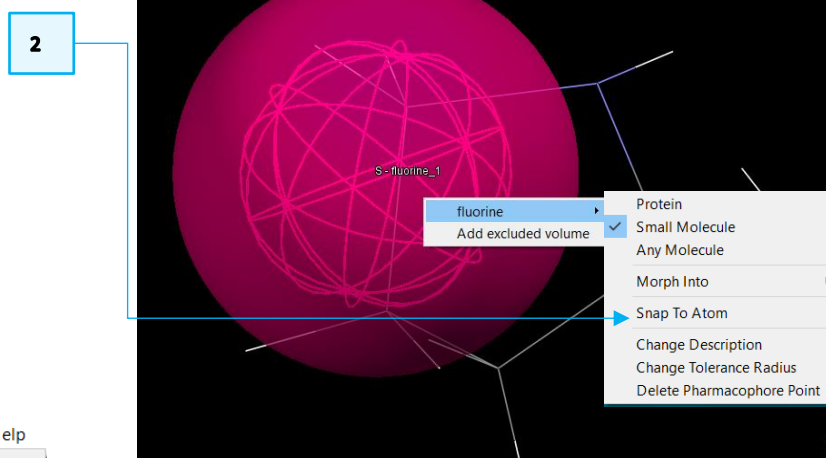 2
S - fluorine_1
fluorine
Add excluded volume
Protein
Small Molecule
Any Molecule
Morph Into
Snap To Atom
Change Description
Change Tolerance Radius
Delete Pharmacophore Point
elp